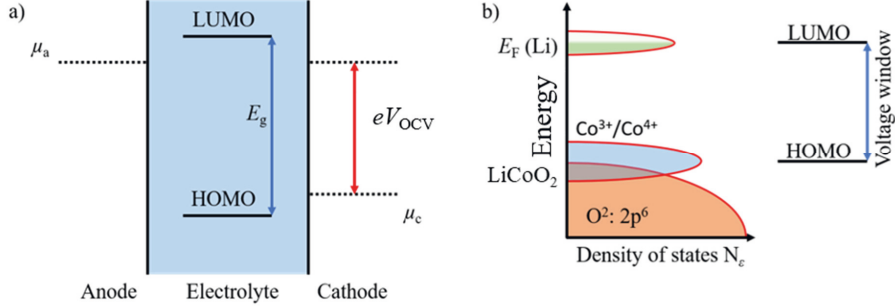 a)
LUMO
μa
Eg
eVOCV
HOMO
μc
Anode
Electrolyte
Cathode
b)
EF (Li)
Energy
Co3+/Co4+
LiCoO2
O2: 2p6
Density of states Nε
LUMO
HOMO
Voltage window